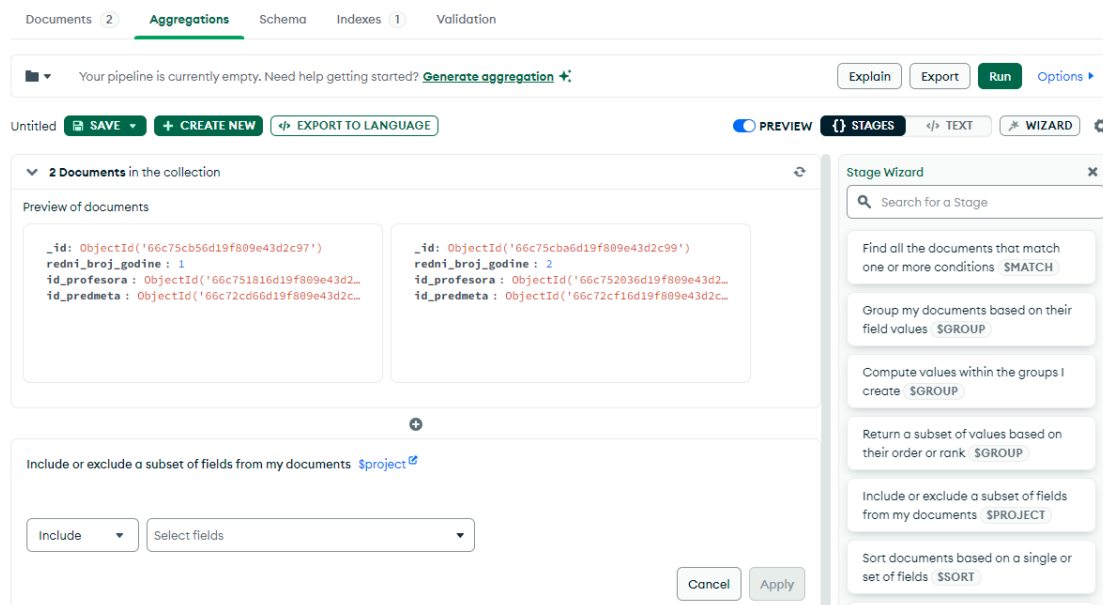 Documents 2 Aggregations Schema Indexes 1 Validation
Your pipeline is currently empty. Need help getting started? Generate aggregation Explain Export Run Options
Untitled SAVE CREATE NEW </> EXPORT TO LANGUAGE PREVIEW {} STAGES </> TEXT WIZARD
2 Documents in the collection
Preview of documents
_id: ObjectId('66c75cb56d19f809e43d2c97')
redni_broj_godine : 1
id_profesora : ObjectId('66c751816d19f809e43d2…
id_predmeta : ObjectId('66c72cd66d19f809e43d2c…
_id: ObjectId('66c75cba6d19f809e43d2c99')
redni_broj_godine : 2
id_profesora : ObjectId('66c752036d19f809e43d2…
id_predmeta : ObjectId('66c72cf16d19f809e43d2c…
Include or exclude a subset of fields from my documents $project
Include Select fields
Cancel Apply
Stage Wizard
Search for a Stage
Find all the documents that match
one or more conditions $MATCH
Group my documents based on their
field values $GROUP
Compute values within the groups I
create $GROUP
Return a subset of values based on
their order or rank $GROUP
Include or exclude a subset of fields
from my documents $PROJECT
Sort documents based on a single or
set of fields $SORT